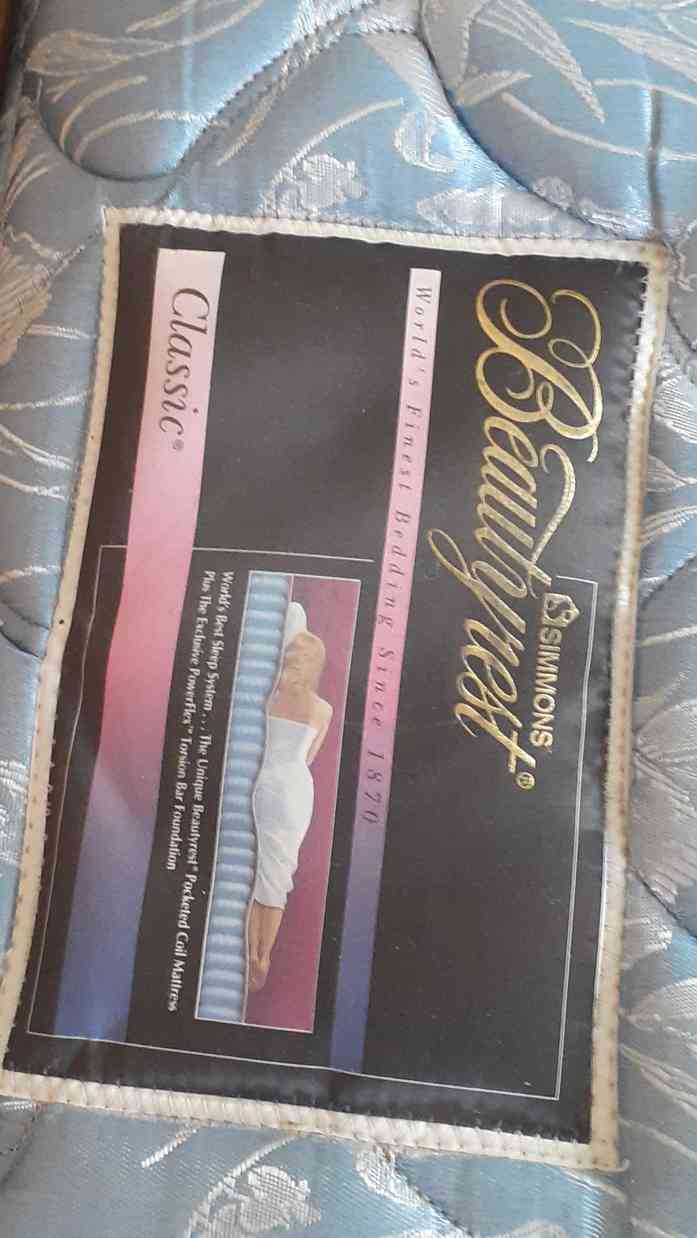 SIMMONS
Beautyrest®
World's Finest Bedding Since 1870
World's Best Sleep System . . . The Unique Beautyrest® Pocketed Coil Mattress
Plus The Exclusive PowerFlex™ Torsion Bar Foundation
Classic®